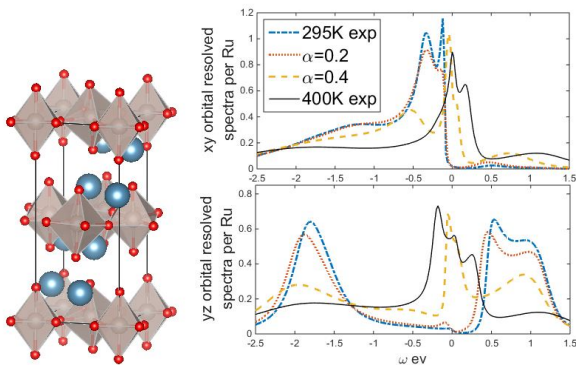 xy orbital resolved
spectra per Ru
1.2
1
0.8
0.6
0.4
0.2
0
295K exp
α=0.2
α=0.4
400K exp
-2.5 -2 -1.5 -1 -0.5 0 0.5 1 1.5
yz orbital resolved
spectra per Ru
0.8
0.6
0.4
0.2
0
-2.5 -2 -1.5 -1 -0.5 0 0.5 1 1.5
ω ev